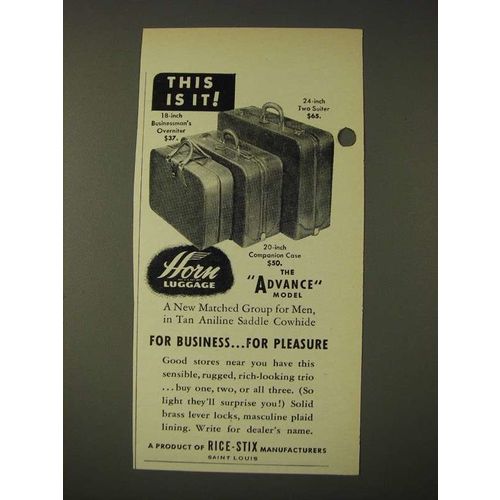 THIS
IS IT!
18-inch
Businessman's
Overniter
$37.
24-inch
Two Suiter
$65.
20-inch
Companion Case
$50.
Horn
LUGGAGE
THE
"ADVANCE"
MODEL
A New Matched Group for Men,
in Tan Aniline Saddle Cowhide
FOR BUSINESS...FOR PLEASURE
Good stores near you have this
sensible, rugged, rich-looking trio
...buy one, two, or all three. (So
light they'll surprise you!) Solid
brass lever locks, masculine plaid
lining. Write for dealer's name.
A PRODUCT OF RICE-STIX MANUFACTURERS
SAINT LOUIS